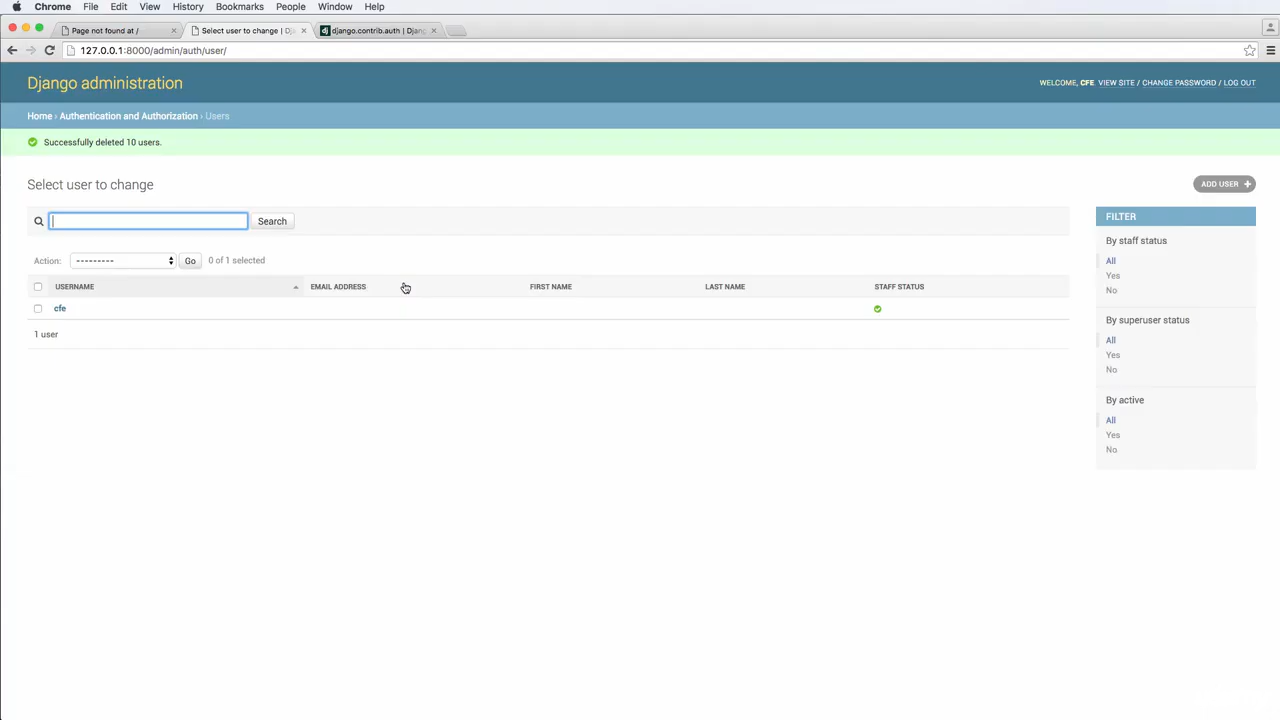 Chrome File Edit View History Bookmarks People Window Help
Page not found at / Select user to change | Dja django.contrib.auth | Djang
127.0.0.1:8000/admin/auth/user/
Django administration
WELCOME, CFE. VIEW SITE / CHANGE PASSWORD / LOG OUT
Home › Authentication and Authorization › Users
Successfully deleted 10 users.
Select user to change
ADD USER +
Search
FILTER
By staff status
All
Yes
No
By superuser status
All
Yes
No
By active
All
Yes
No
Action: --------- Go 0 of 1 selected
USERNAME EMAIL ADDRESS FIRST NAME LAST NAME STAFF STATUS
cfe
1 user